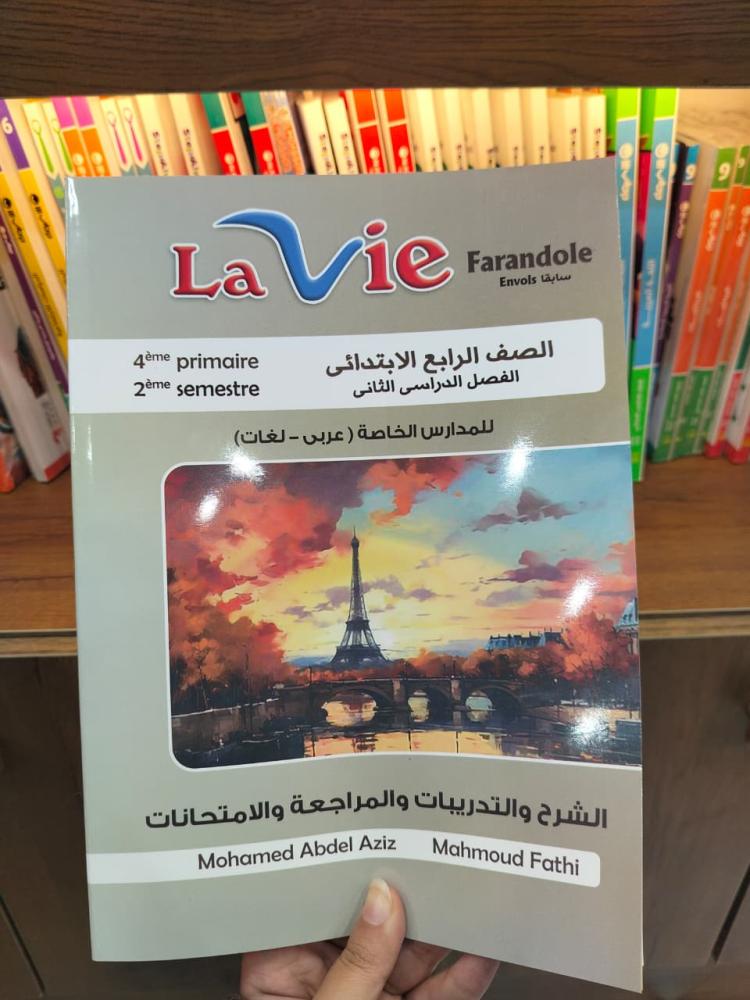 La Vie Farandole
Envols سابقا
4ème primaire الصف الرابع الابتدائى
2ème semestre الفصل الدراسى الثانى
للمدارس الخاصة (عربى - لغات)
الشرح والتدريبات والمراجعة والامتحانات
Mohamed Abdel Aziz Mahmoud Fathi